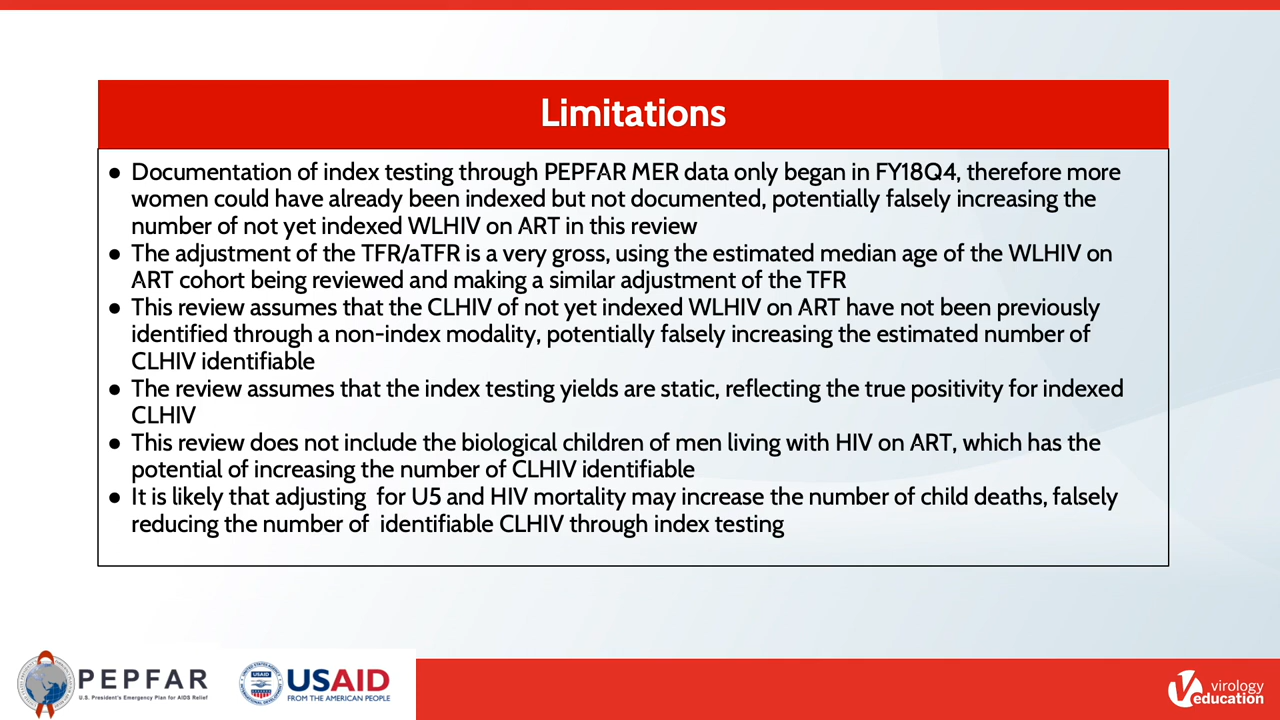 Limitations
● Documentation of index testing through PEPFAR MER data only began in FY18Q4, therefore more
women could have already been indexed but not documented, potentially falsely increasing the
number of not yet indexed WLHIV on ART in this review
● The adjustment of the TFR/aTFR is a very gross, using the estimated median age of the WLHIV on
ART cohort being reviewed and making a similar adjustment of the TFR
● This review assumes that the CLHIV of not yet indexed WLHIV on ART have not been previously
identified through a non-index modality, potentially falsely increasing the estimated number of
CLHIV identifiable
● The review assumes that the index testing yields are static, reflecting the true positivity for indexed
CLHIV
● This review does not include the biological children of men living with HIV on ART, which has the
potential of increasing the number of CLHIV identifiable
● It is likely that adjusting  for U5 and HIV mortality may increase the number of child deaths, falsely
reducing the number of  identifiable CLHIV through index testing
PEPFAR
U.S. President's Emergency Plan for AIDS Relief
USAID
USAID
FROM THE AMERICAN PEOPLE
virology
education